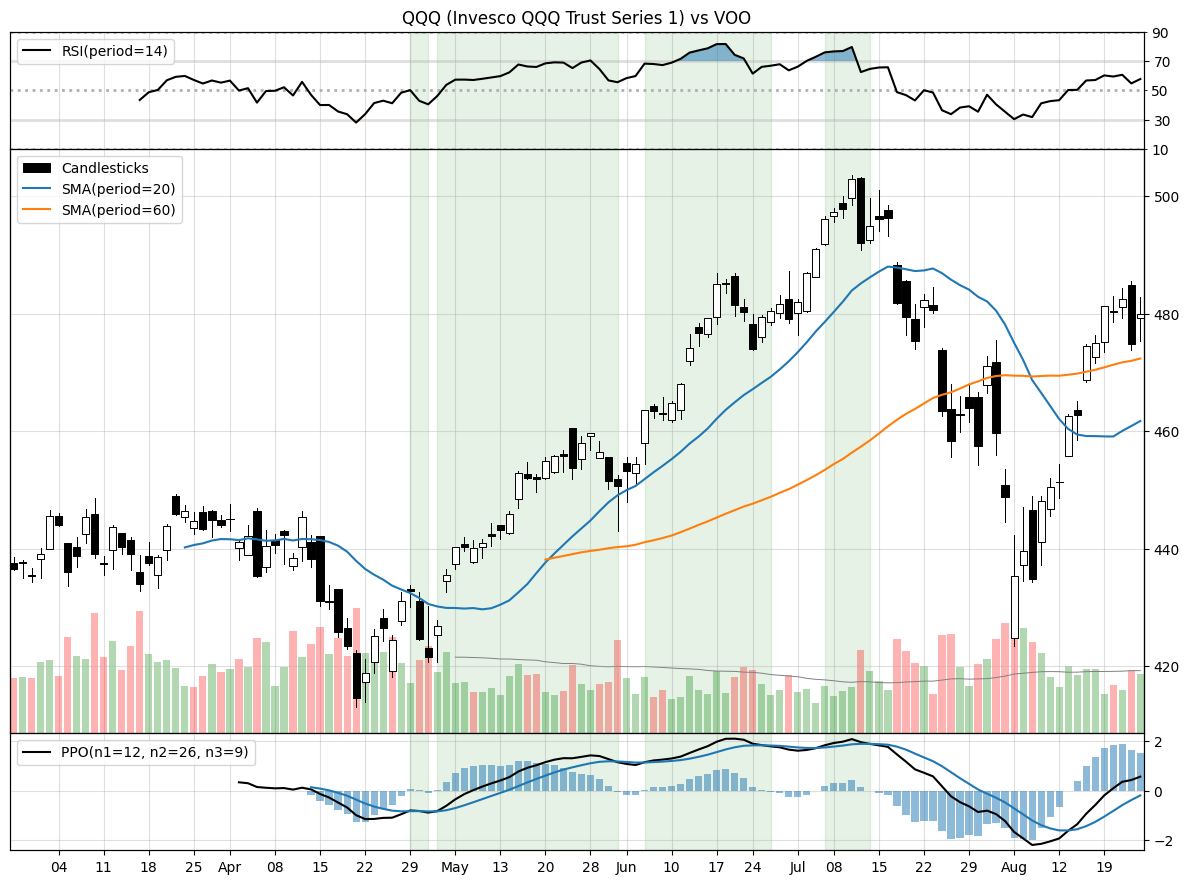 QQQ (Invesco QQQ Trust Series 1) vs VOO
RSI(period=14)
90
70
50
30
10
Candlesticks
SMA(period=20)
SMA(period=60)
500
480
460
440
420
PPO(n1=12, n2=26, n3=9)
2
0
−2
04 11 18 25 Apr 08 15 22 29 May 13 20 28 Jun 10 17 24 Jul 08 15 22 29 Aug 12 19